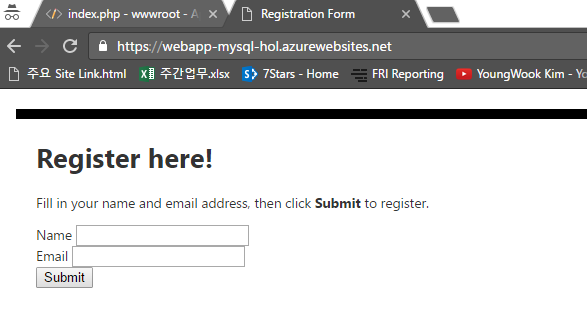 index.php - wwwroot - A
Registration Form
https://webapp-mysql-hol.azurewebsites.net
주요 Site Link.html 주간업무.xlsx 7Stars - Home FRI Reporting YoungWook Kim - Yo
Register here!
Fill in your name and email address, then click Submit to register.
Name
Email
Submit